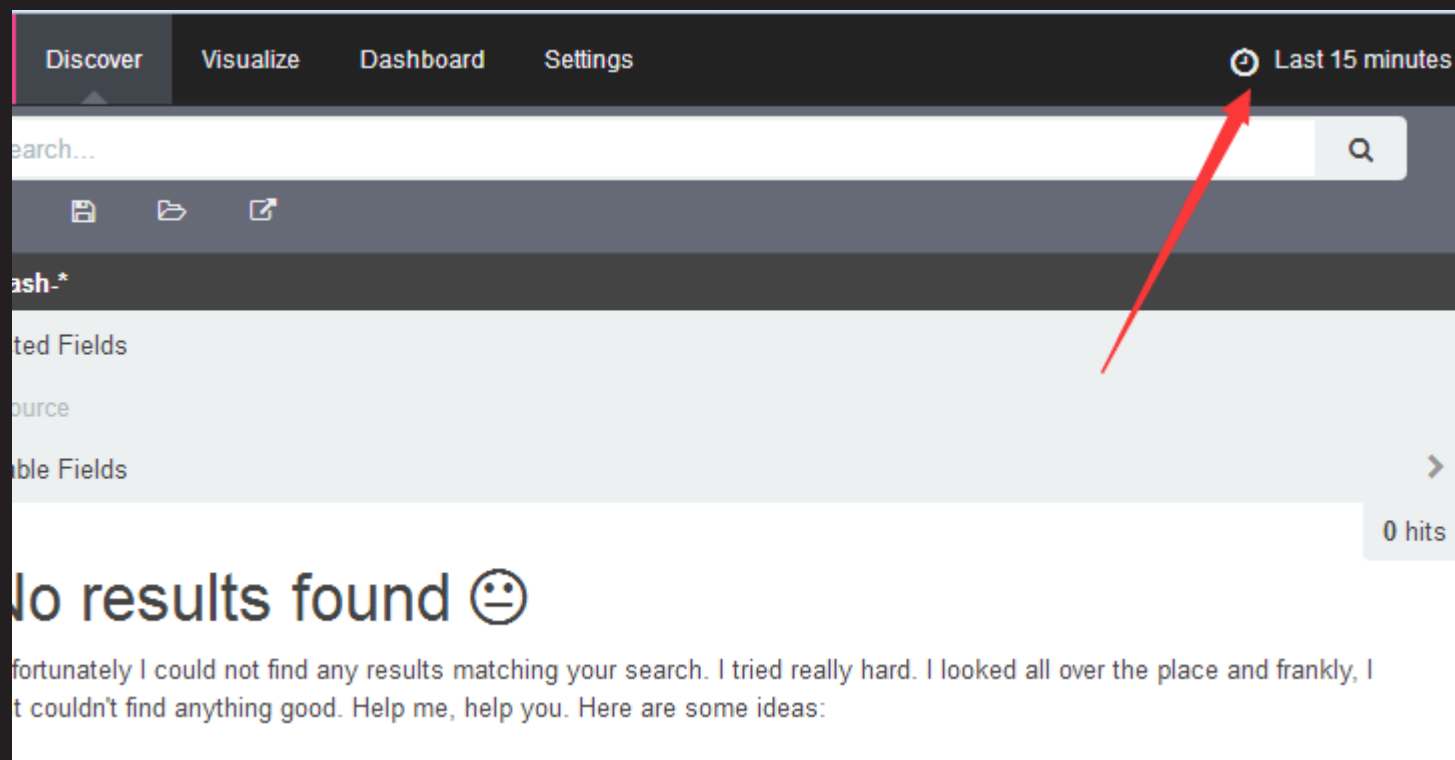 Discover Visualize Dashboard Settings Last 15 minutes
earch...
ash-*
ted Fields
ource
ble Fields
0 hits
No results found
fortunately I could not find any results matching your search. I tried really hard. I looked all over the place and frankly, I
t couldn't find anything good. Help me, help you. Here are some ideas: